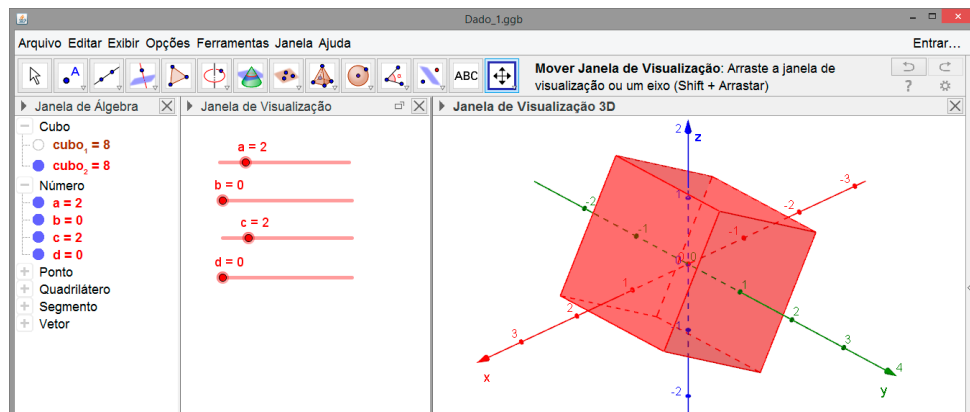 Dado_1.ggb
Arquivo Editar Exibir Opções Ferramentas Janela Ajuda
Entrar...
A
ABC
Mover Janela de Visualização: Arraste a janela de
visualização ou um eixo (Shift + Arrastar)
?
Janela de Álgebra
Cubo
cubo₁ = 8
cubo₂ = 8
Número
a = 2
b = 0
c = 2
d = 0
Ponto
Quadrilátero
Segmento
Vetor
Janela de Visualização
a = 2
b = 0
c = 2
d = 0
Janela de Visualização 3D
2
z
-3
-2
-2
1
-1
-1
0
1
1
2
2
1
3
3
4
x
y
-2